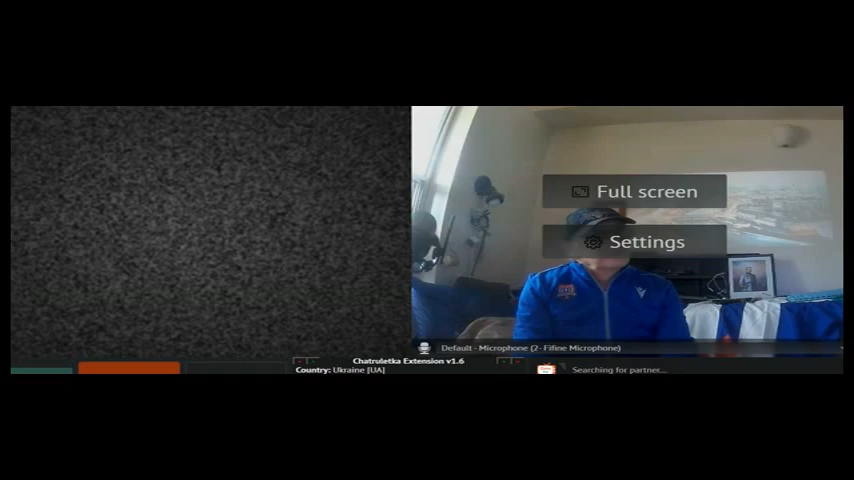 Full screen
Settings
Default - Microphone (2- Fifine Microphone)
Chatruletka Extension v1.6
Country: Ukraine [UA]
Searching for partner...